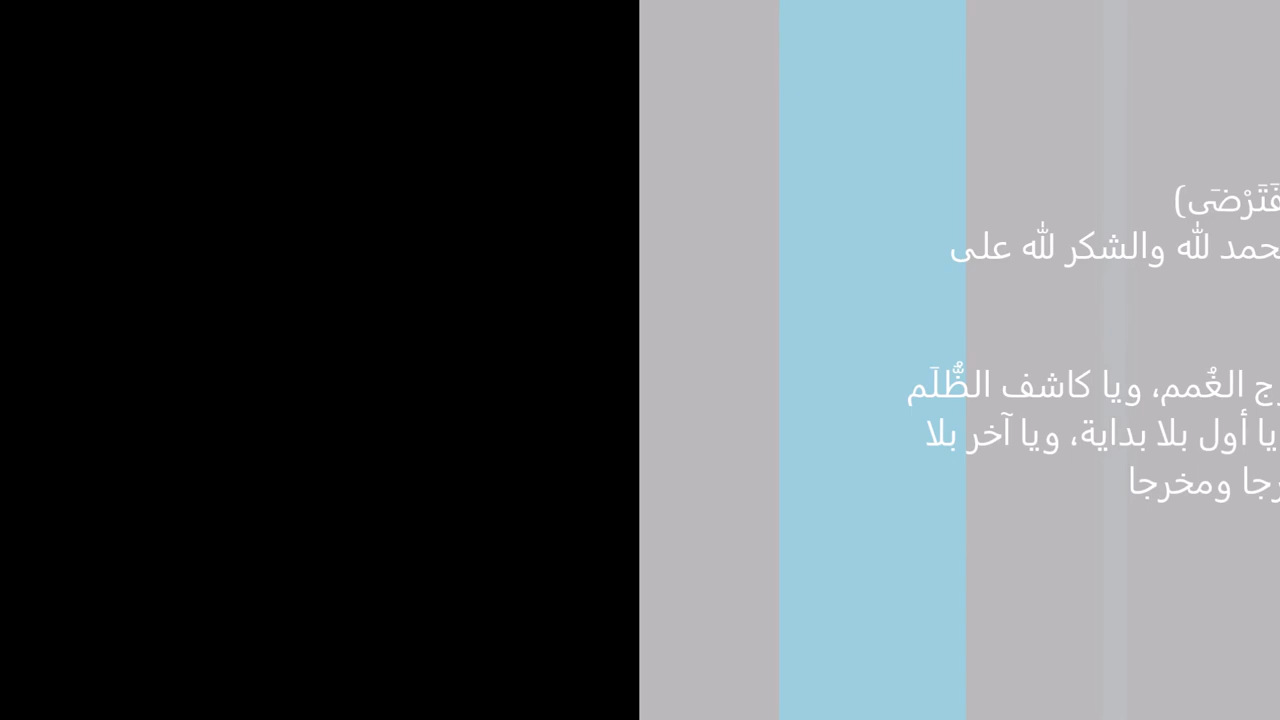 فَتَرْضَى)
حمد لله والشكر لله على
ج الغُمم، ويا كاشف الظُّلَم
يا أول بلا بداية، ويا آخر بلا
رجا ومخرجا